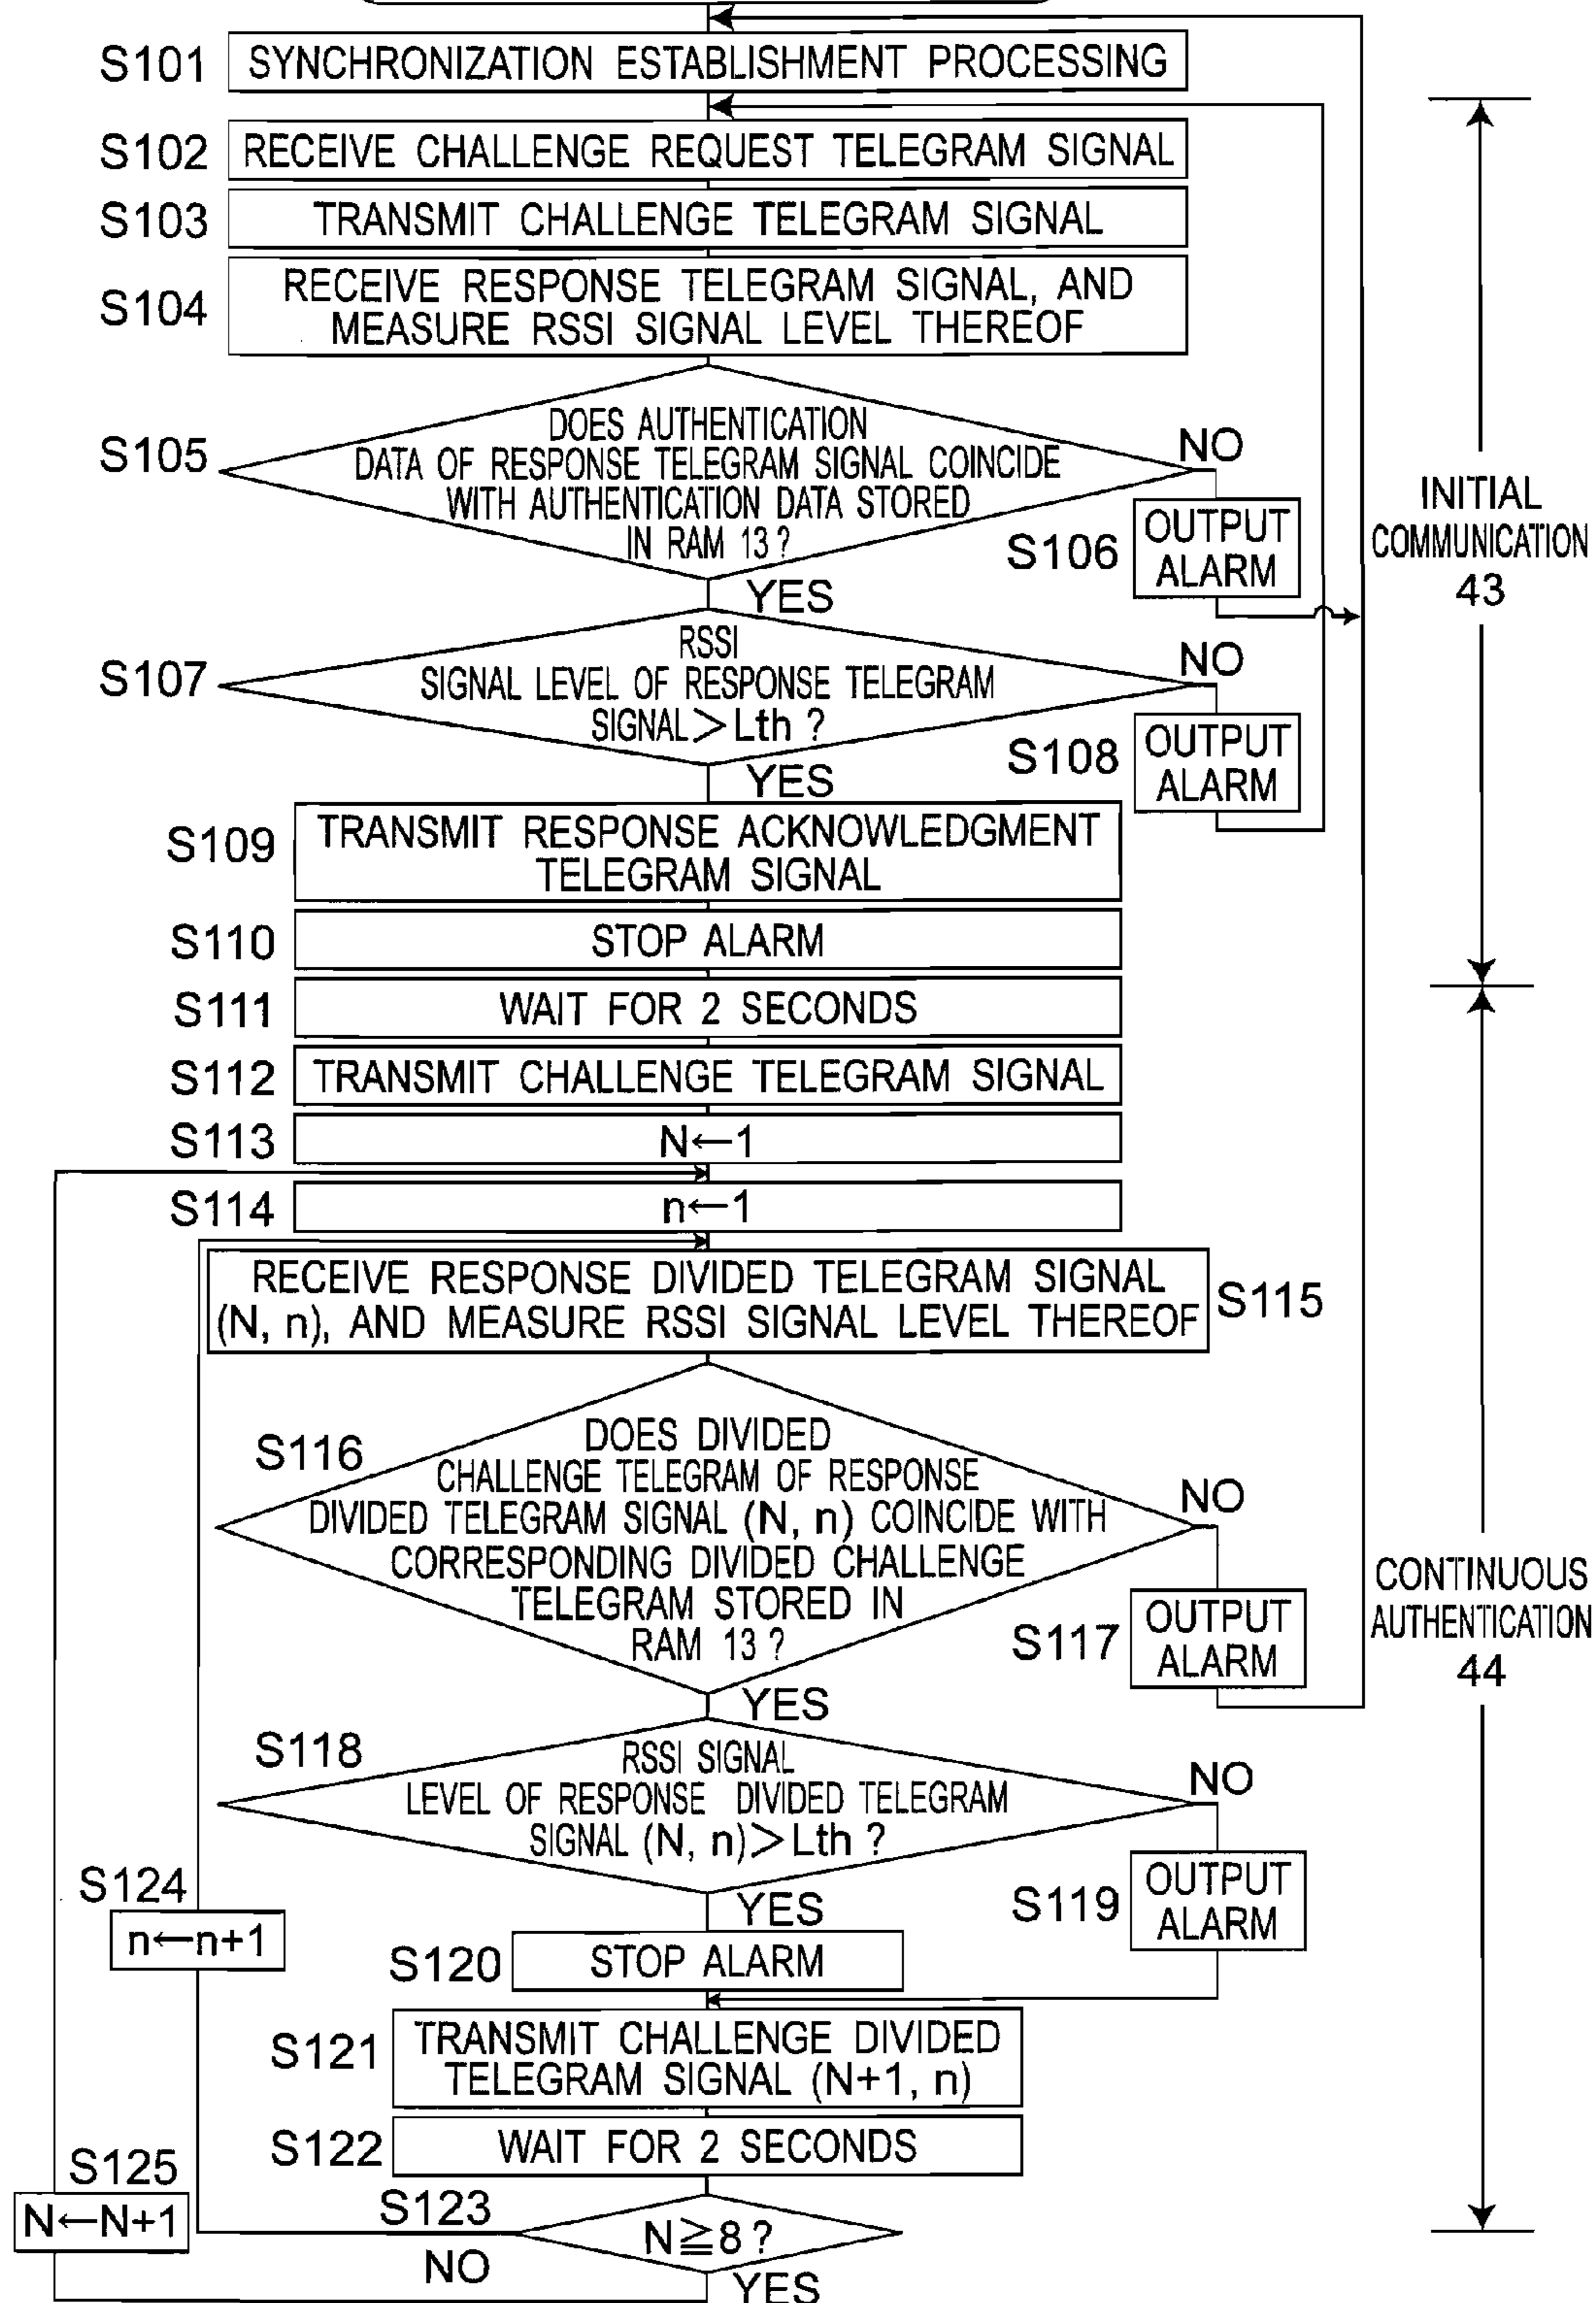 S101
SYNCHRONIZATION ESTABLISHMENT PROCESSING
S102
RECEIVE CHALLENGE REQUEST TELEGRAM SIGNAL
S103
TRANSMIT CHALLENGE TELEGRAM SIGNAL
S104
RECEIVE RESPONSE TELEGRAM SIGNAL, AND
MEASURE RSSI SIGNAL LEVEL THEREOF
S105
DOES AUTHENTICATION
DATA OF RESPONSE TELEGRAM SIGNAL COINCIDE
WITH AUTHENTICATION DATA STORED
IN RAM 13?
NO
S106
OUTPUT
ALARM
YES
INITIAL
COMMUNICATION
43
S107
RSSI
SIGNAL LEVEL OF RESPONSE TELEGRAM
SIGNAL>Lth ?
NO
S108
OUTPUT
ALARM
YES
S109
TRANSMIT RESPONSE ACKNOWLEDGMENT
TELEGRAM SIGNAL
S110
STOP ALARM
S111
WAIT FOR 2 SECONDS
S112
TRANSMIT CHALLENGE TELEGRAM SIGNAL
S113
N←1
S114
n←1
RECEIVE RESPONSE DIVIDED TELEGRAM SIGNAL
(N, n), AND MEASURE RSSI SIGNAL LEVEL THEREOF
S115
S116
DOES DIVIDED
CHALLENGE TELEGRAM OF RESPONSE
DIVIDED TELEGRAM SIGNAL (N, n) COINCIDE WITH
CORRESPONDING DIVIDED CHALLENGE
TELEGRAM STORED IN
RAM 13?
NO
S117
OUTPUT
ALARM
YES
CONTINUOUS
AUTHENTICATION
44
S118
RSSI SIGNAL
LEVEL OF RESPONSE DIVIDED TELEGRAM
SIGNAL (N, n)>Lth ?
NO
S119
OUTPUT
ALARM
YES
S124
n←n+1
S120
STOP ALARM
S121
TRANSMIT CHALLENGE DIVIDED
TELEGRAM SIGNAL (N+1, n)
S122
WAIT FOR 2 SECONDS
S125
N←N+1
S123
N≧8?
NO
YES